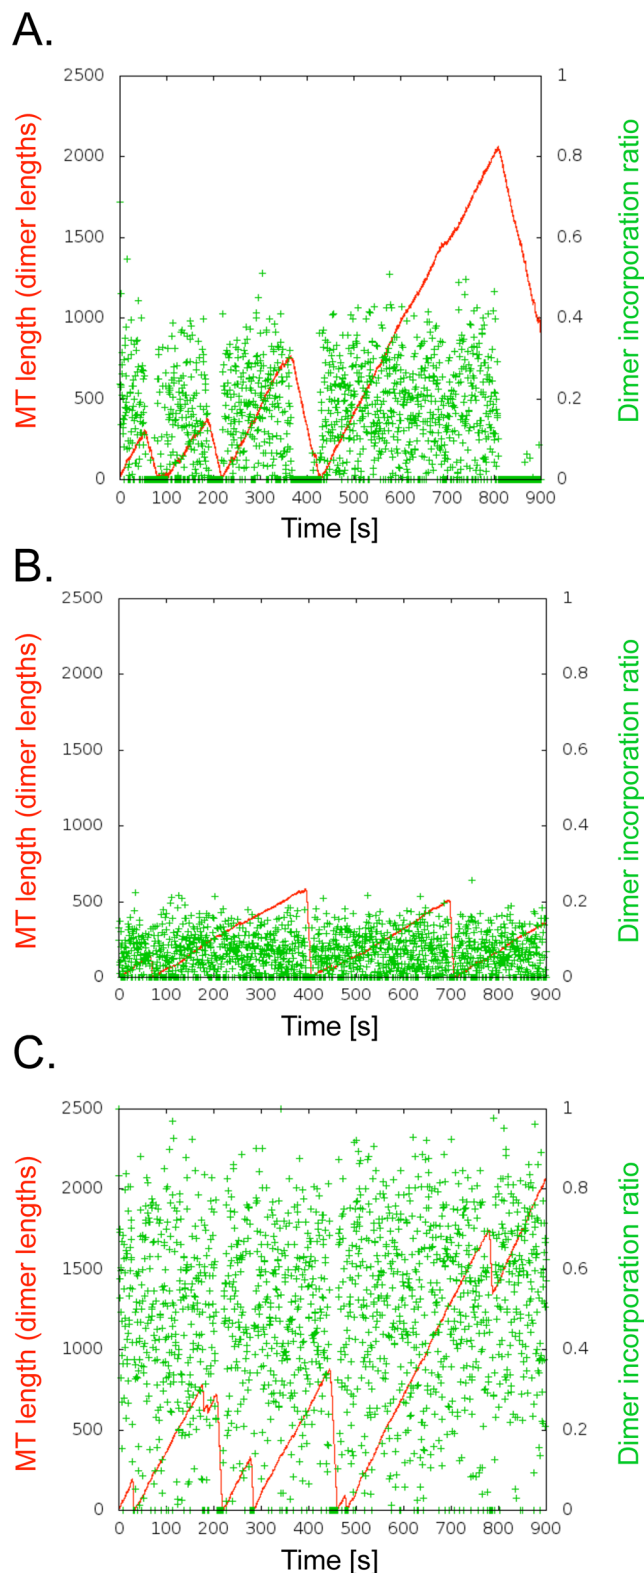 A.
2500 1
2000 0.8
1500 0.6
1000 0.4
500 0.2
0 0
0 100 200 300 400 500 600 700 800 900
MT length (dimer lengths)
Dimer incorporation ratio
Time [s]
B.
2500 1
2000 0.8
1500 0.6
1000 0.4
500 0.2
0 0
0 100 200 300 400 500 600 700 800 900
MT length (dimer lengths)
Dimer incorporation ratio
Time [s]
C.
2500 1
2000 0.8
1500 0.6
1000 0.4
500 0.2
0 0
0 100 200 300 400 500 600 700 800 900
MT length (dimer lengths)
Dimer incorporation ratio
Time [s]